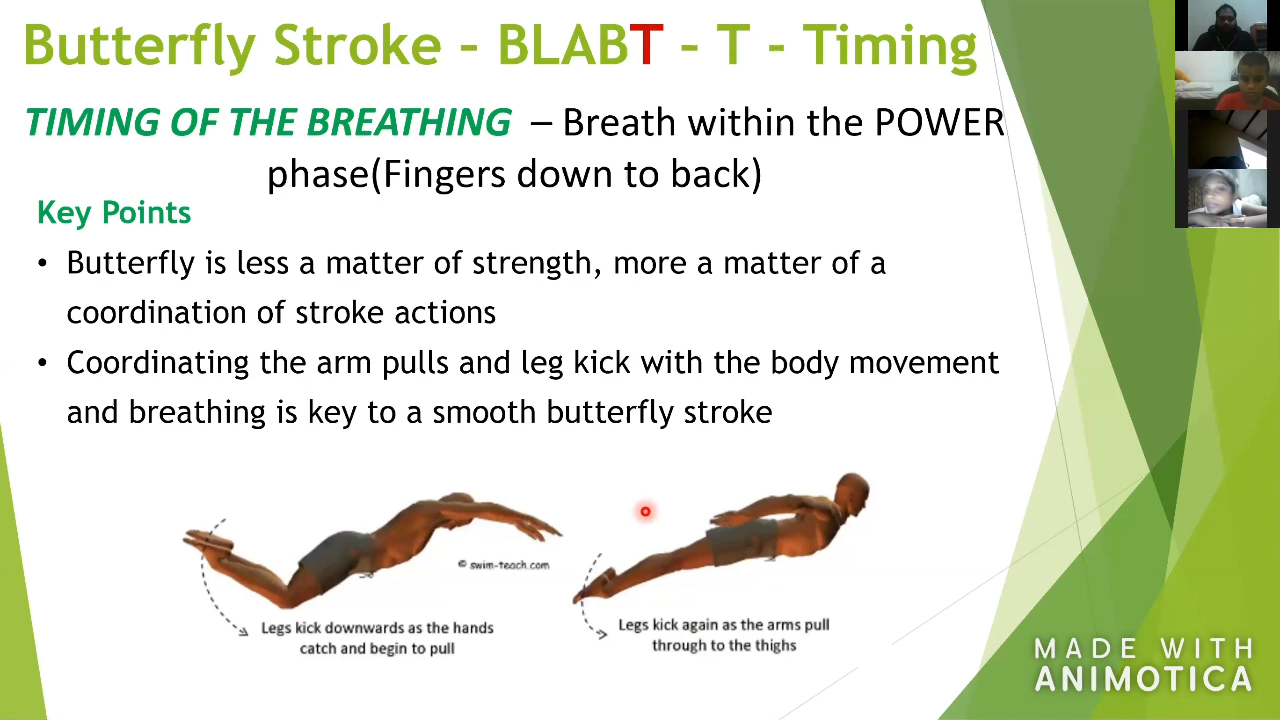 Butterfly Stroke – BLABT – T - Timing
TIMING OF THE BREATHING – Breath within the POWER
phase(Fingers down to back)
Key Points
• Butterfly is less a matter of strength, more a matter of a
coordination of stroke actions
• Coordinating the arm pulls and leg kick with the body movement
and breathing is key to a smooth butterfly stroke
© swim-teach.com
Legs kick downwards as the hands
catch and begin to pull
Legs kick again as the arms pull
through to the thighs
MADE WITH
ANIMOTICA